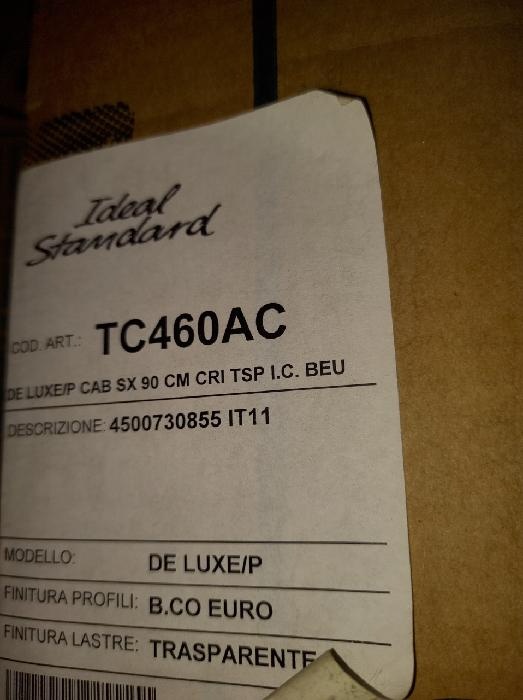 Ideal
Standard
COD. ART.: TC460AC
DE LUXE/P CAB SX 90 CM CRI TSP I.C. BEU
DESCRIZIONE: 4500730855 IT11
MODELLO: DE LUXE/P
FINITURA PROFILI: B.CO EURO
FINITURA LASTRE: TRASPARENTE